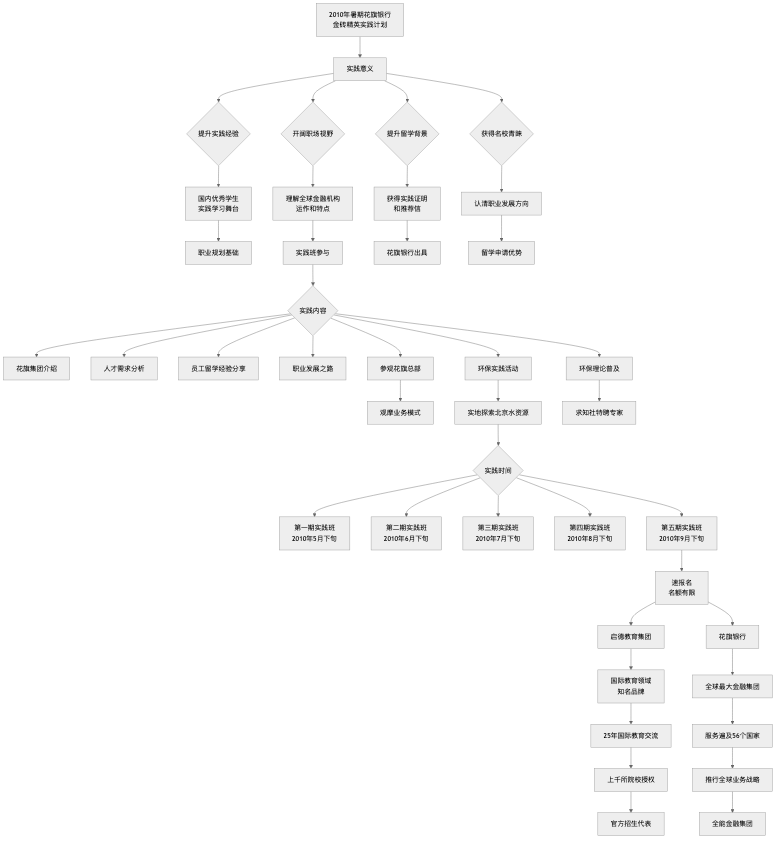 2010年暑期花旗银行
金砖精英实践计划
实践意义
提升实践经验
开阔职场视野
提升留学背景
获得名校青睐
国内优秀学生
实践学习舞台
理解全球金融机构
运作和特点
获得实践证明
和推荐信
认清职业发展方向
职业规划基础
实践班参与
花旗银行出具
留学申请优势
实践内容
花旗集团介绍
人才需求分析
员工留学经验分享
职业发展之路
参观花旗总部
环保实践活动
环保理论普及
观摩业务模式
实地探索北京水资源
求知社特聘专家
实践时间
第一期实践班
2010年5月下旬
第二期实践班
2010年6月下旬
第三期实践班
2010年7月下旬
第四期实践班
2010年8月下旬
第五期实践班
2010年9月下旬
速报名
名额有限
启德教育集团
花旗银行
国际教育领域
知名品牌
全球最大金融集团
25年国际教育交流
服务遍及56个国家
上千所院校授权
推行全球业务战略
官方招生代表
全能金融集团